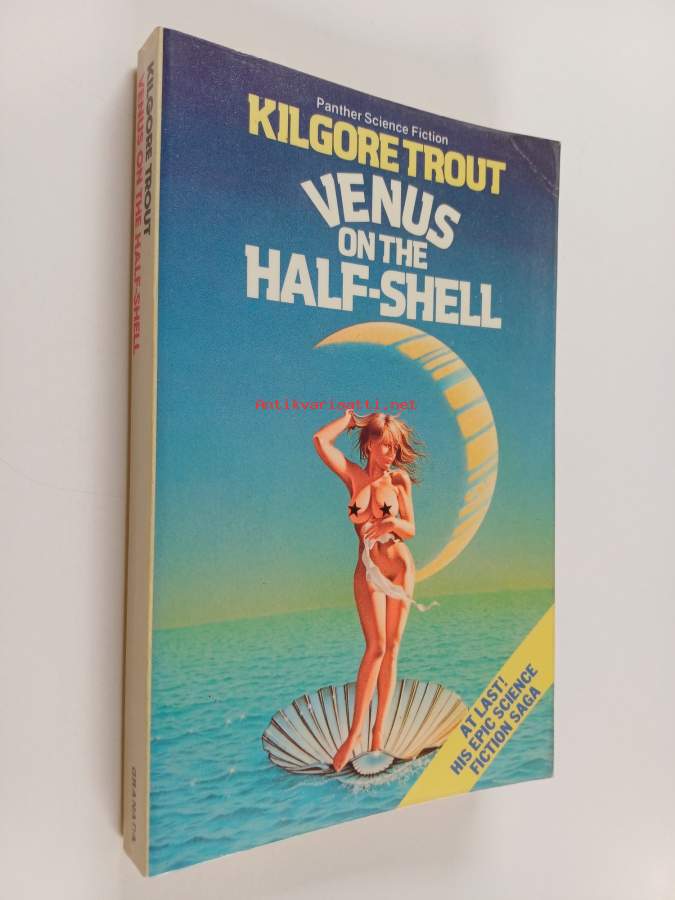 Panther Science Fiction
KILGORE TROUT
VENUS
ON THE
HALF-SHELL
Antikvariaatti.net
AT LAST!
HIS EPIC SCIENCE
FICTION SAGA
KILGORE TROUT
VENUS ON THE HALF-SHELL
GRANADA